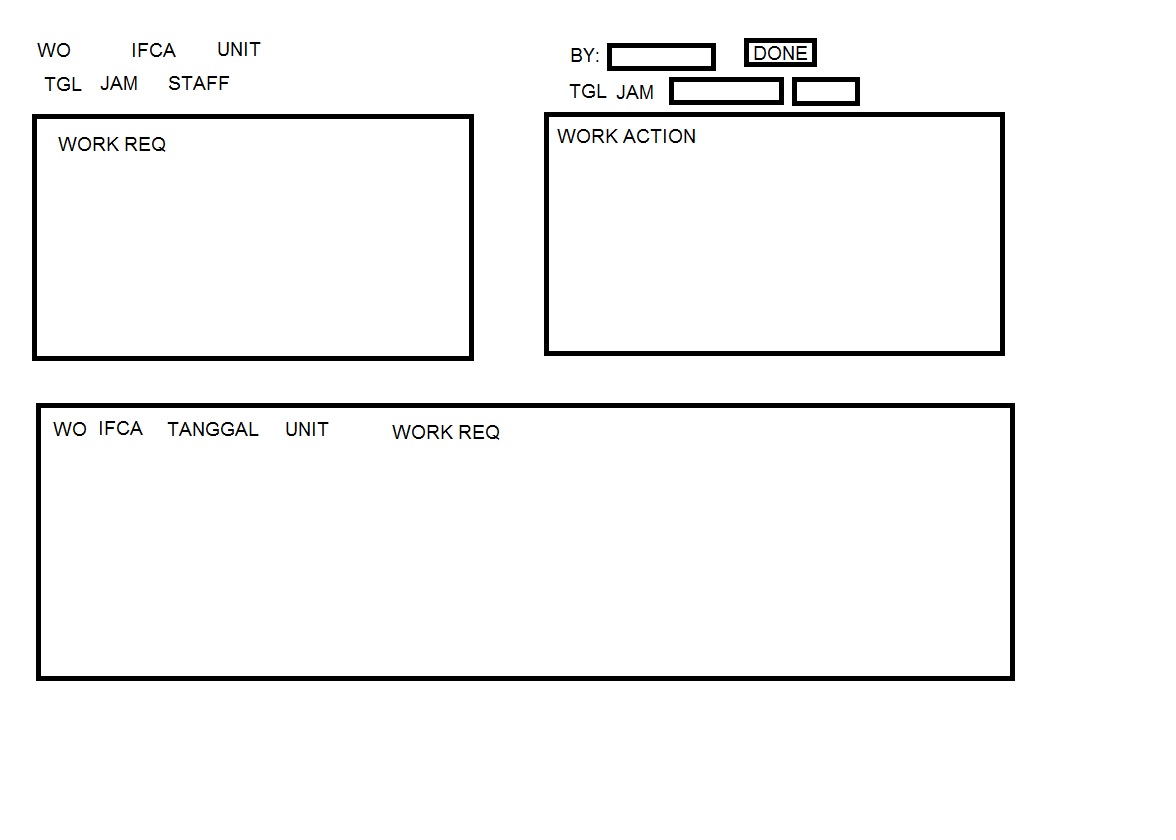 WO IFCA UNIT
TGL JAM STAFF
WORK REQ
BY: DONE
TGL JAM
WORK ACTION
WO IFCA TANGGAL UNIT WORK REQ